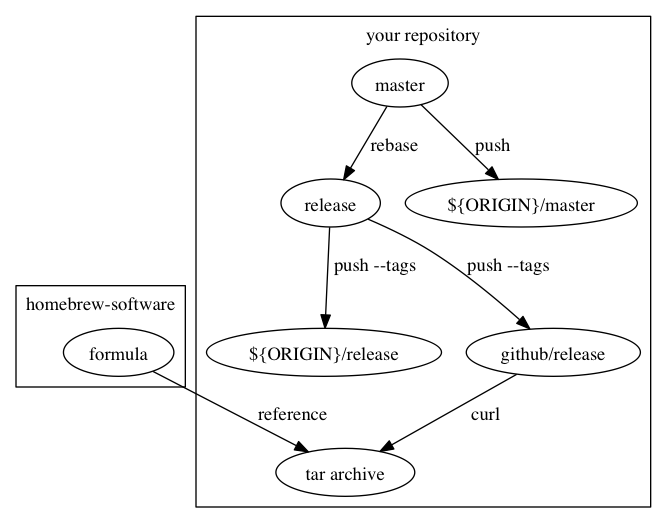 your repository
master
rebase
push
release
${ORIGIN}/master
push --tags
push --tags
homebrew-software
formula
${ORIGIN}/release
github/release
reference
curl
tar archive